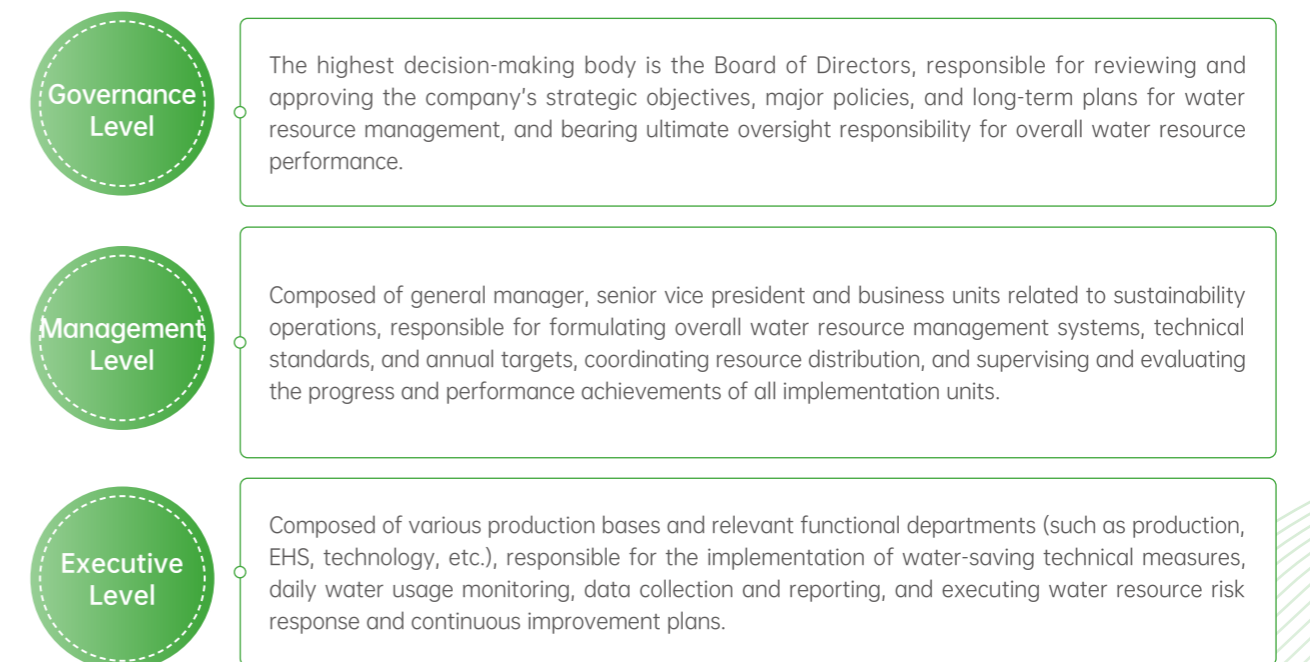 Governance
Level
The highest decision-making body is the Board of Directors, responsible for reviewing and
approving the company's strategic objectives, major policies, and long-term plans for water
resource management, and bearing ultimate oversight responsibility for overall water resource
performance.
Management
Level
Composed of general manager, senior vice president and business units related to sustainability
operations, responsible for formulating overall water resource management systems, technical
standards, and annual targets, coordinating resource distribution, and supervising and evaluating
the progress and performance achievements of all implementation units.
Executive
Level
Composed of various production bases and relevant functional departments (such as production,
EHS, technology, etc.), responsible for the implementation of water-saving technical measures,
daily water usage monitoring, data collection and reporting, and executing water resource risk
response and continuous improvement plans.